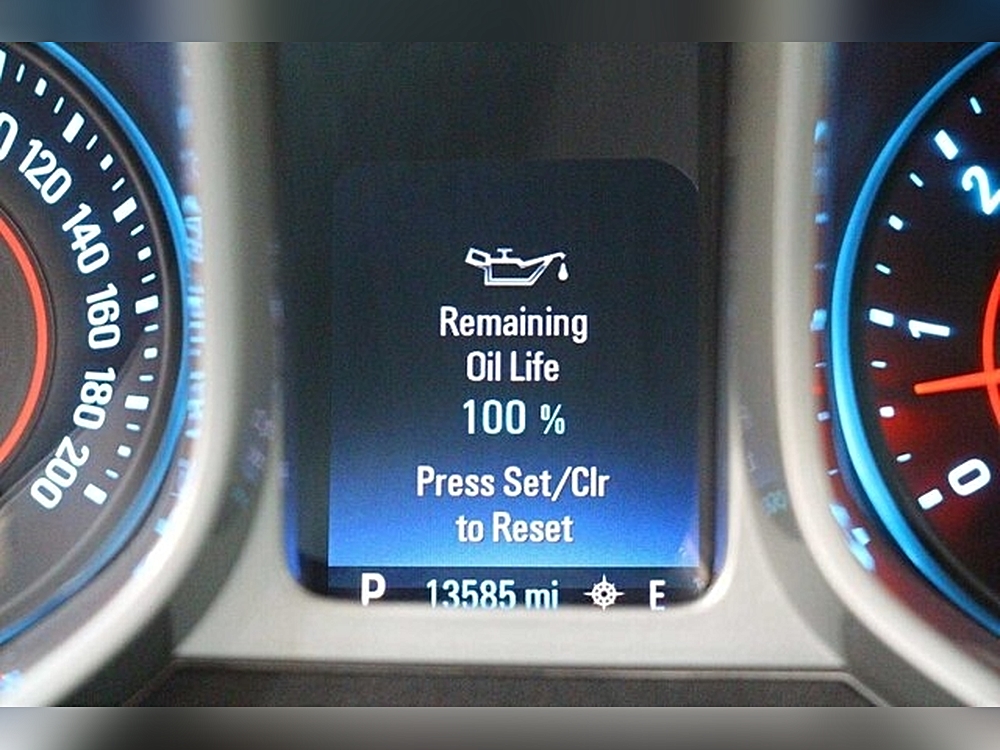 120
140
160
180
200
Remaining
Oil Life
100 %
Press Set/Clr
to Reset
P 13585 mi E
2
1
0